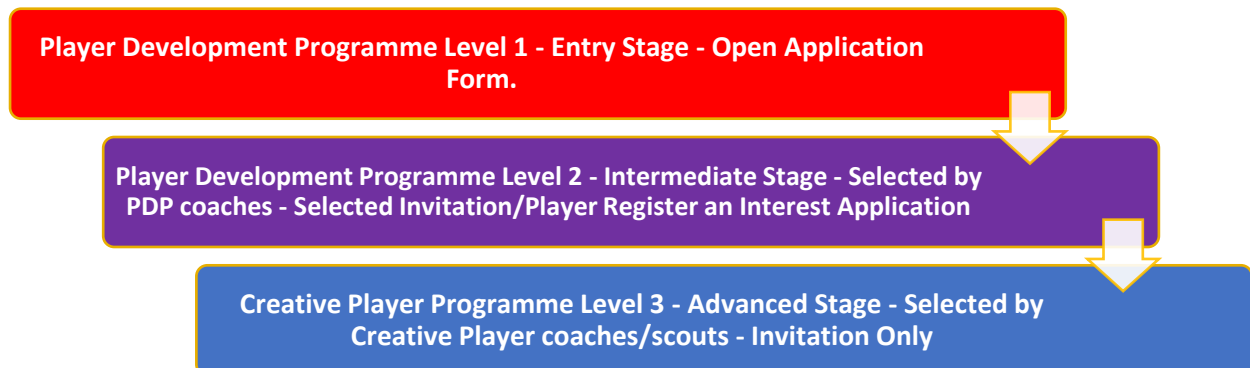 Player Development Programme Level 1 - Entry Stage - Open Application
Form.
Player Development Programme Level 2 - Intermediate Stage - Selected by
PDP coaches - Selected Invitation/Player Register an Interest Application
Creative Player Programme Level 3 - Advanced Stage - Selected by
Creative Player coaches/scouts - Invitation Only